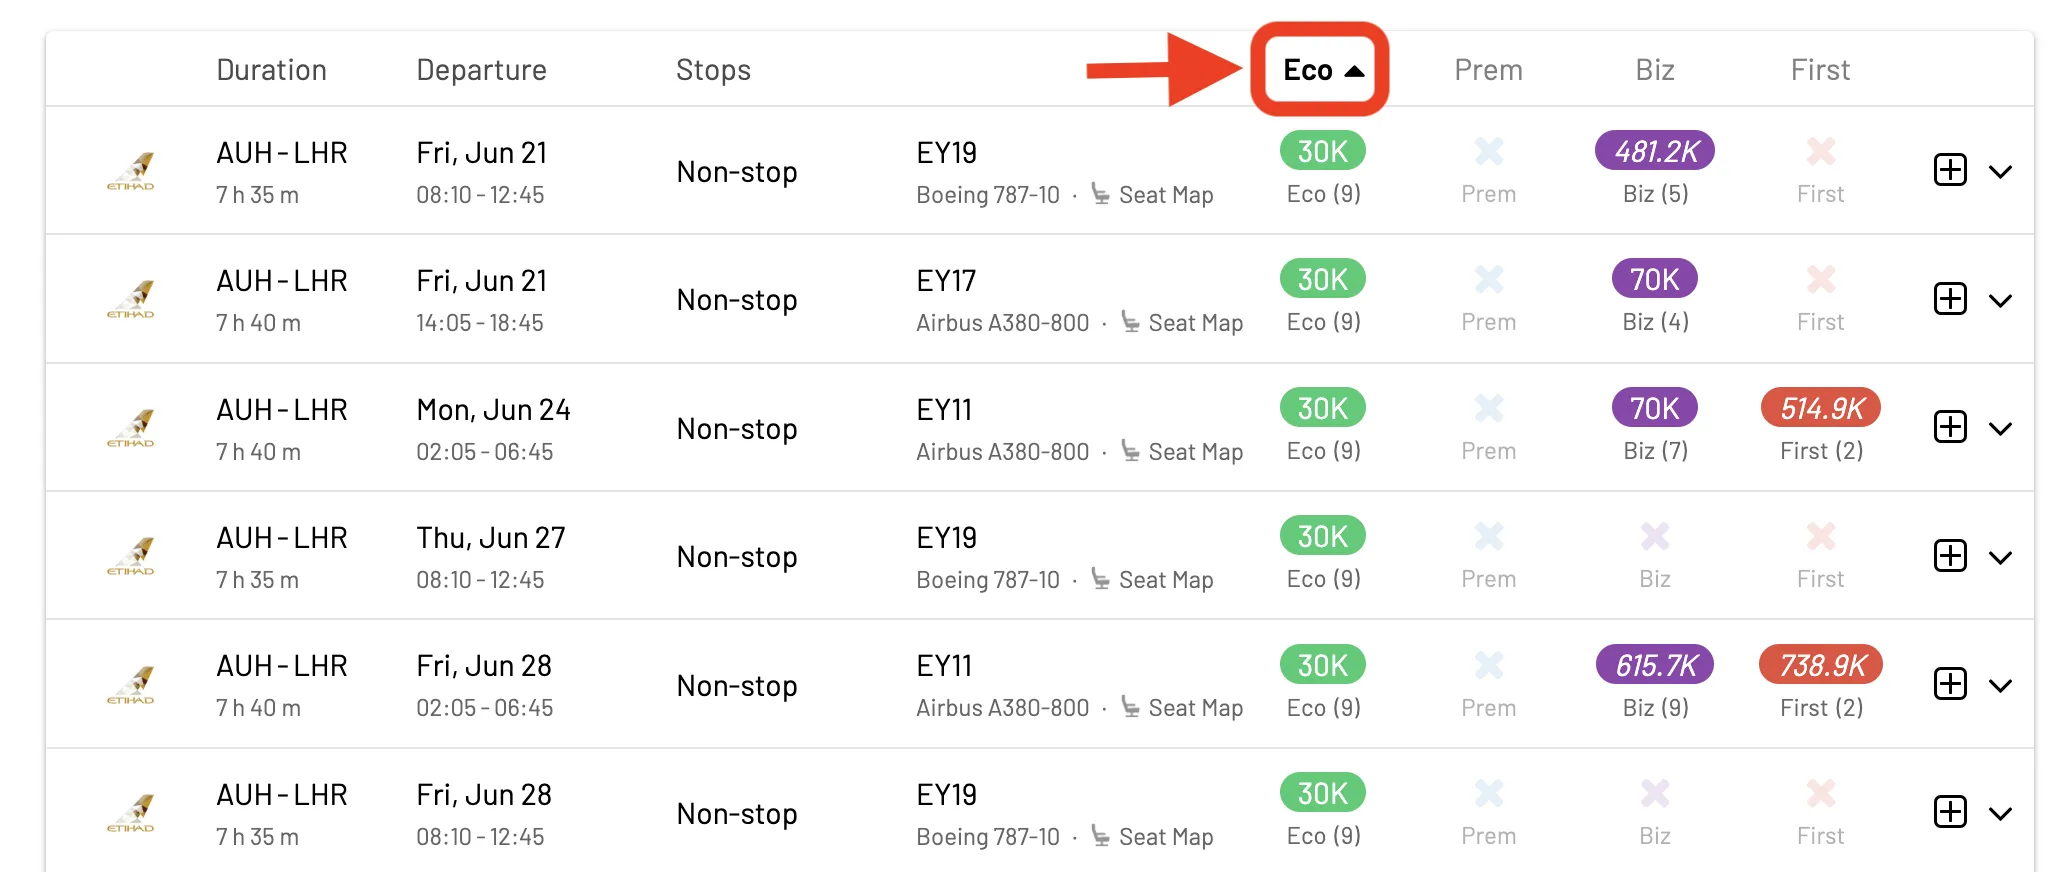 Duration Departure Stops Eco Prem Biz First
AUH-LHR Fri, Jun 21 Non-stop EY19 30K 481.2K
ETIHAD 7 h 35 m 08:10 - 12:45 Boeing 787-10 · Seat Map Eco (9) Prem Biz (5) First
AUH-LHR Fri, Jun 21 Non-stop EY17 30K 70K
ETIHAD 7 h 40 m 14:05 - 18:45 Airbus A380-800 · Seat Map Eco (9) Prem Biz (4) First
AUH-LHR Mon, Jun 24 Non-stop EY11 30K 70K 514.9K
ETIHAD 7 h 40 m 02:05 - 06:45 Airbus A380-800 · Seat Map Eco (9) Prem Biz (7) First (2)
AUH-LHR Thu, Jun 27 Non-stop EY19 30K
ETIHAD 7 h 35 m 08:10 - 12:45 Boeing 787-10 · Seat Map Eco (9) Prem Biz First
AUH-LHR Fri, Jun 28 Non-stop EY11 30K 615.7K 738.9K
ETIHAD 7 h 40 m 02:05 - 06:45 Airbus A380-800 · Seat Map Eco (9) Prem Biz (9) First (2)
AUH-LHR Fri, Jun 28 Non-stop EY19 30K
ETIHAD 7 h 35 m 08:10 - 12:45 Boeing 787-10 · Seat Map Eco (9) Prem Biz First